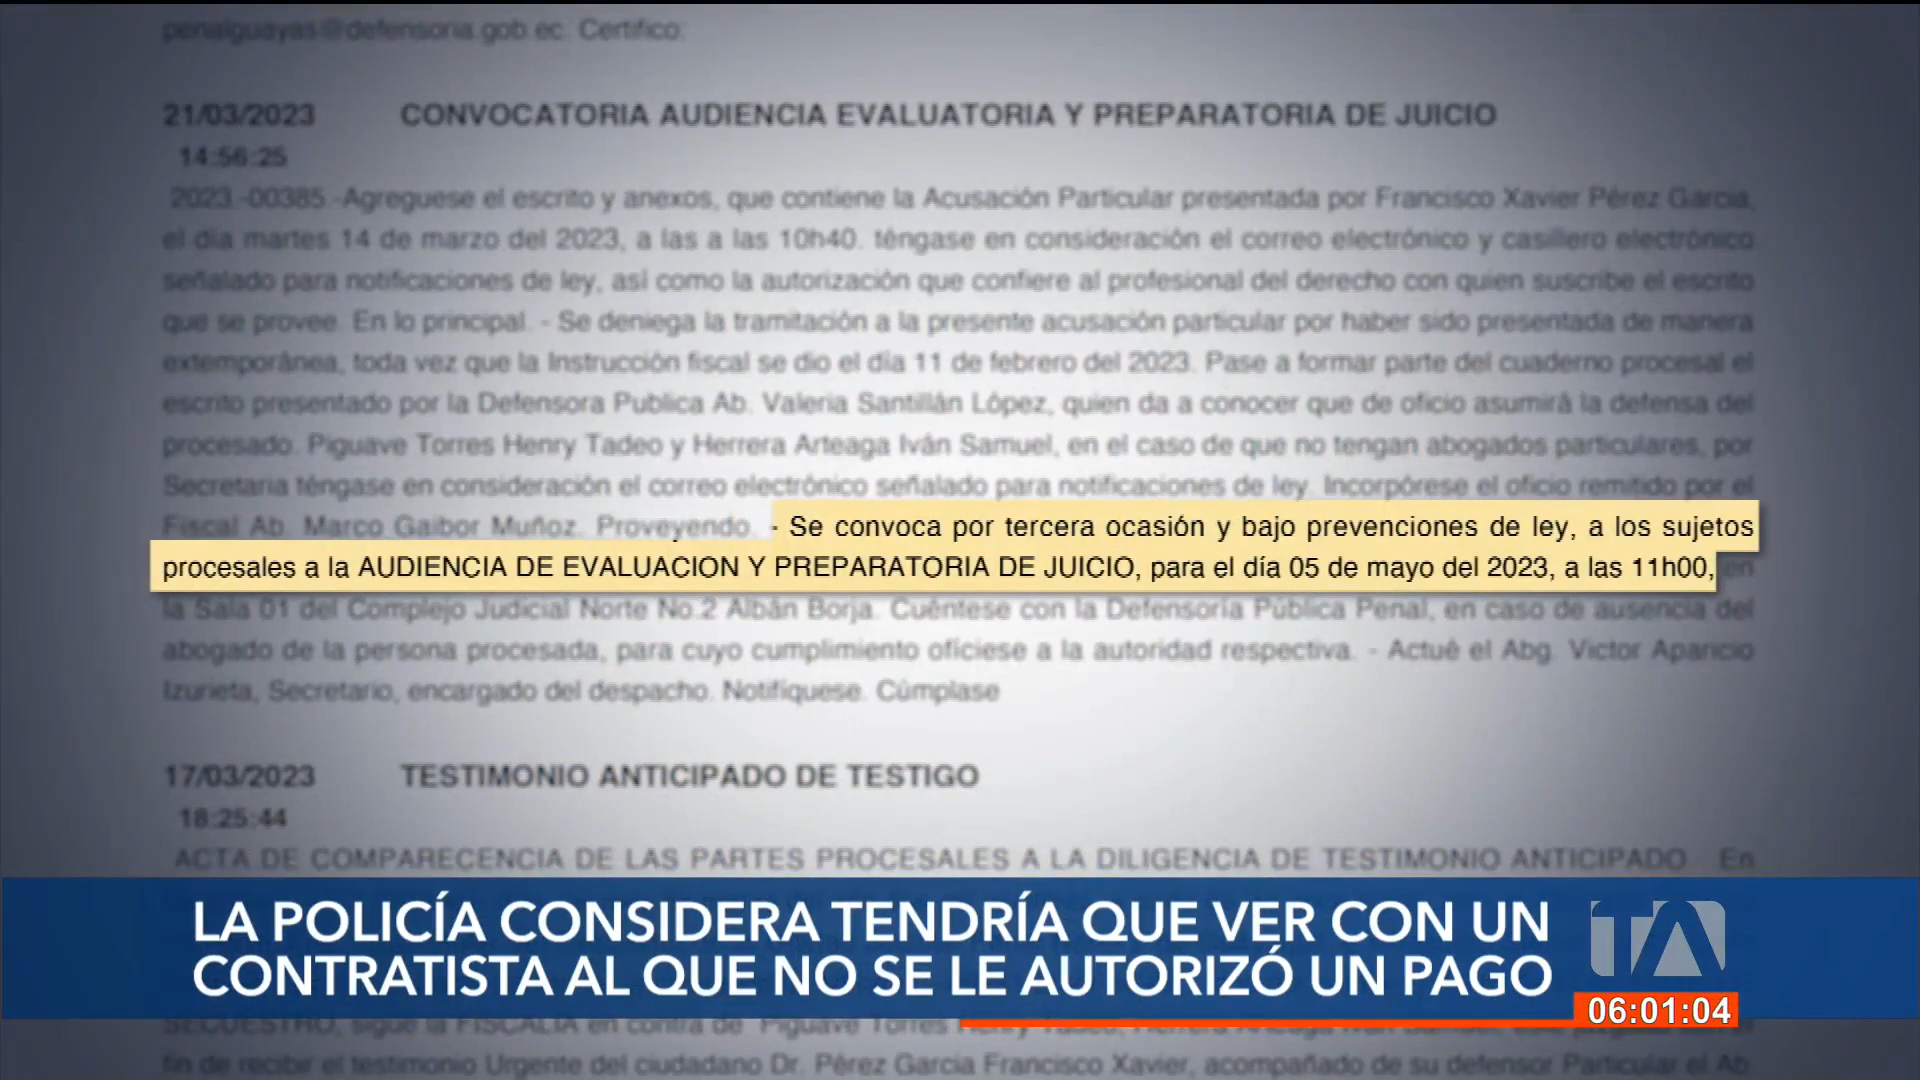 penalguayas@defensoria.gob.ec. Certifico:
21/03/2023 CONVOCATORIA AUDIENCIA EVALUATORIA Y PREPARATORIA DE JUICIO
14:56:25
2023.-00385.-Agreguese el escrito y anexos, que contiene la Acusación Particular presentada por Francisco Xavier Pérez Garcia,
el día martes 14 de marzo del 2023, a las a las 10h40. téngase en consideración el correo electrónico y casillero electrónico
señalado para notificaciones de ley, así como la autorización que confiere al profesional del derecho con quien suscribe el escrito
que se provee. En lo principal. - Se deniega la tramitación a la presente acusación particular por haber sido presentada de manera
extemporánea, toda vez que la Instrucción fiscal se dio el día 11 de febrero del 2023. Pase a formar parte del cuaderno procesal el
escrito presentado por la Defensora Publica Ab. Valeria Santillán López, quien da a conocer que de oficio asumirá la defensa del
procesado. Piguave Torres Henry Tadeo y Herrera Arteaga Iván Samuel, en el caso de que no tengan abogados particulares, por
Secretaria téngase en consideración el correo electrónico señalado para notificaciones de ley. Incorpórese el oficio remitido por el
Fiscal Ab. Marco Gaibor Muñoz. Proveyendo. - Se convoca por tercera ocasión y bajo prevenciones de ley, a los sujetos
procesales a la AUDIENCIA DE EVALUACION Y PREPARATORIA DE JUICIO, para el día 05 de mayo del 2023, a las 11h00, en
la Sala 01 del Complejo Judicial Norte No.2 Albán Borja. Cuéntese con la Defensoría Pública Penal, en caso de ausencia del
abogado de la persona procesada, para cuyo cumplimiento ofíciese a la autoridad respectiva. - Actué el Abg. Victor Aparicio
Izurieta, Secretario, encargado del despacho. Notifíquese. Cúmplase
17/03/2023 TESTIMONIO ANTICIPADO DE TESTIGO
18:25:44
ACTA DE COMPARECENCIA DE LAS PARTES PROCESALES A LA DILIGENCIA DE TESTIMONIO ANTICIPADO En
LA POLICÍA CONSIDERA TENDRÍA QUE VER CON UN
CONTRATISTA AL QUE NO SE LE AUTORIZÓ UN PAGO
TA
06:01:04
SECUESTRO, sigue la FISCALIA en contra de Piguave Torres
fin de recibir el testimonio Urgente del ciudadano Dr. Pérez Garcia Francisco Xavier, acompañado de su defensor Particular el Ab